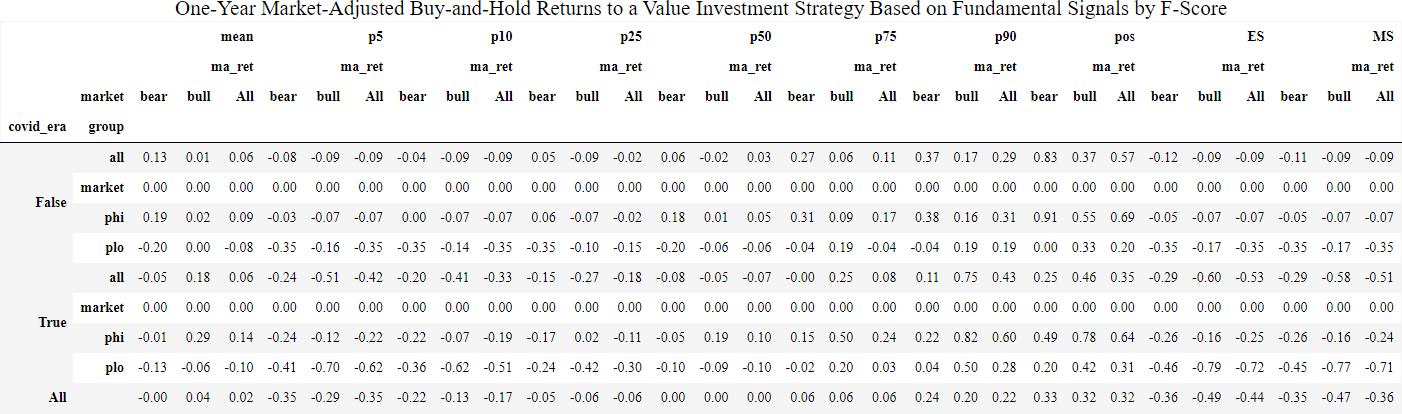 One-Year Market-Adjusted Buy-and-Hold Returns to a Value Investment Strategy Based on Fundamental Signals by F-Score
mean p5 p10 p25 p50 p75 p90 pos ES MS
ma_ret ma_ret ma_ret ma_ret ma_ret ma_ret ma_ret ma_ret ma_ret ma_ret
market bear bull All bear bull All bear bull All bear bull All bear bull All bear bull All bear bull All bear bull All bear bull All bear bull All
covid_era group
all 0.13 0.01 0.06 -0.08 -0.09 -0.09 -0.04 -0.09 -0.09 0.05 -0.09 -0.02 0.06 -0.02 0.03 0.27 0.06 0.11 0.37 0.17 0.29 0.83 0.37 0.57 -0.12 -0.09 -0.09 -0.11 -0.09 -0.09
market 0.00 0.00 0.00 0.00 0.00 0.00 0.00 0.00 0.00 0.00 0.00 0.00 0.00 0.00 0.00 0.00 0.00 0.00 0.00 0.00 0.00 0.00 0.00 0.00 0.00 0.00 0.00 0.00 0.00 0.00
False
phi 0.19 0.02 0.09 -0.03 -0.07 -0.07 0.00 -0.07 -0.07 0.06 -0.07 -0.02 0.18 0.01 0.05 0.31 0.09 0.17 0.38 0.16 0.31 0.91 0.55 0.69 -0.05 -0.07 -0.07 -0.05 -0.07 -0.07
plo -0.20 0.00 -0.08 -0.35 -0.16 -0.35 -0.35 -0.14 -0.35 -0.35 -0.10 -0.15 -0.20 -0.06 -0.06 -0.04 0.19 -0.04 -0.04 0.19 0.19 0.00 0.33 0.20 -0.35 -0.17 -0.35 -0.35 -0.17 -0.35
all -0.05 0.18 0.06 -0.24 -0.51 -0.42 -0.20 -0.41 -0.33 -0.15 -0.27 -0.18 -0.08 -0.05 -0.07 -0.00 0.25 0.08 0.11 0.75 0.43 0.25 0.46 0.35 -0.29 -0.60 -0.53 -0.29 -0.58 -0.51
market 0.00 0.00 0.00 0.00 0.00 0.00 0.00 0.00 0.00 0.00 0.00 0.00 0.00 0.00 0.00 0.00 0.00 0.00 0.00 0.00 0.00 0.00 0.00 0.00 0.00 0.00 0.00 0.00 0.00 0.00
True
phi -0.01 0.29 0.14 -0.24 -0.12 -0.22 -0.22 -0.07 -0.19 -0.17 0.02 -0.11 -0.05 0.19 0.10 0.15 0.50 0.24 0.22 0.82 0.60 0.49 0.78 0.64 -0.26 -0.16 -0.25 -0.26 -0.16 -0.24
plo -0.13 -0.06 -0.10 -0.41 -0.70 -0.62 -0.36 -0.62 -0.51 -0.24 -0.42 -0.30 -0.10 -0.09 -0.10 -0.02 0.20 0.03 0.04 0.50 0.28 0.20 0.42 0.31 -0.46 -0.79 -0.72 -0.45 -0.77 -0.71
All -0.00 0.04 0.02 -0.35 -0.29 -0.35 -0.22 -0.13 -0.17 -0.05 -0.06 -0.06 0.00 0.00 0.00 0.06 0.06 0.06 0.24 0.20 0.22 0.33 0.32 0.32 -0.36 -0.49 -0.44 -0.35 -0.47 -0.36